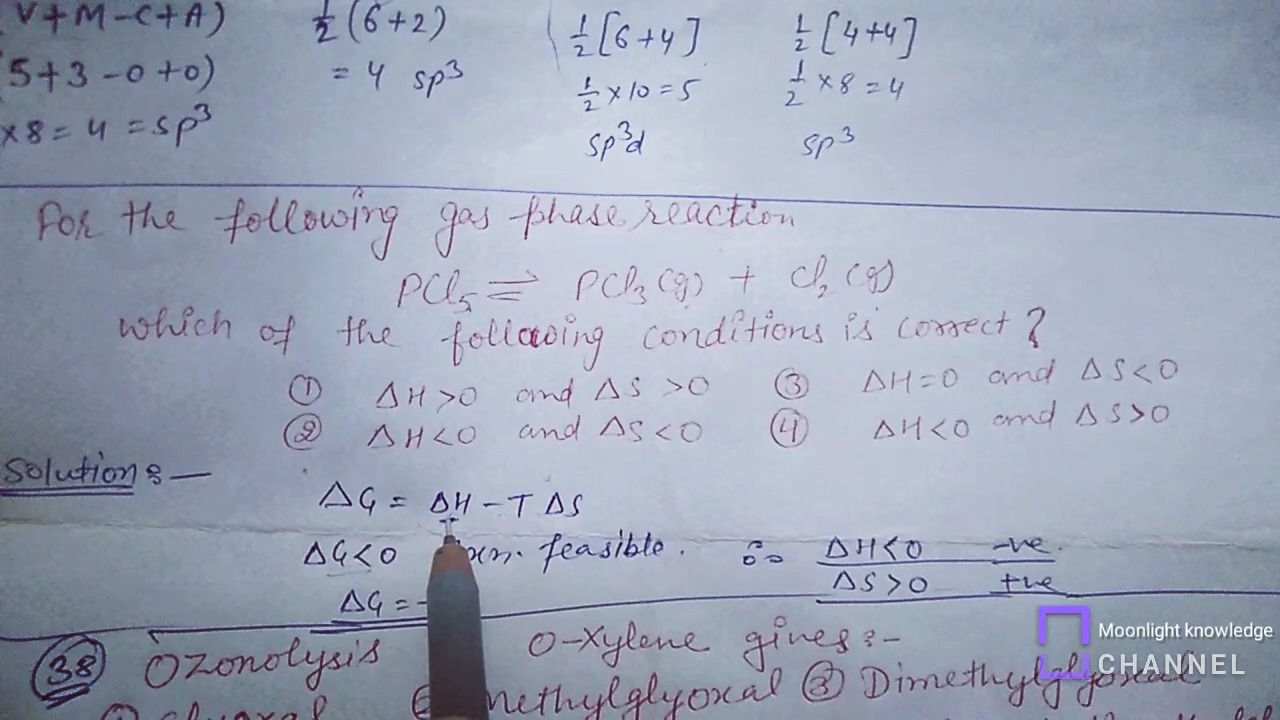 V+M-C+A) ½(6+2) ½[6+4] ½[4+4]
5+3-0+0) = 4 sp³ ½×10=5 ½×8=4
×8=4=sp³ sp³d sp³
For the following gas phase reaction
PCl₅ ⇌ PCl₃(g) + Cl₂(g)
which of the following conditions is correct?
① ΔH>0 and ΔS>0 ③ ΔH=0 and ΔS<0
② ΔH<0 and ΔS<0 ④ ΔH<0 and ΔS>0
Solution:-
ΔG = ΔH-TΔS
ΔG<0 feasible. ∴ ΔH<0 -ve.
ΔG=- ΔS>0 +ve
38 Ozonolysis O-Xylene gives:-
methylglyoxal ③ Dimethylglyoxal
Moonlight knowledge
CHANNEL